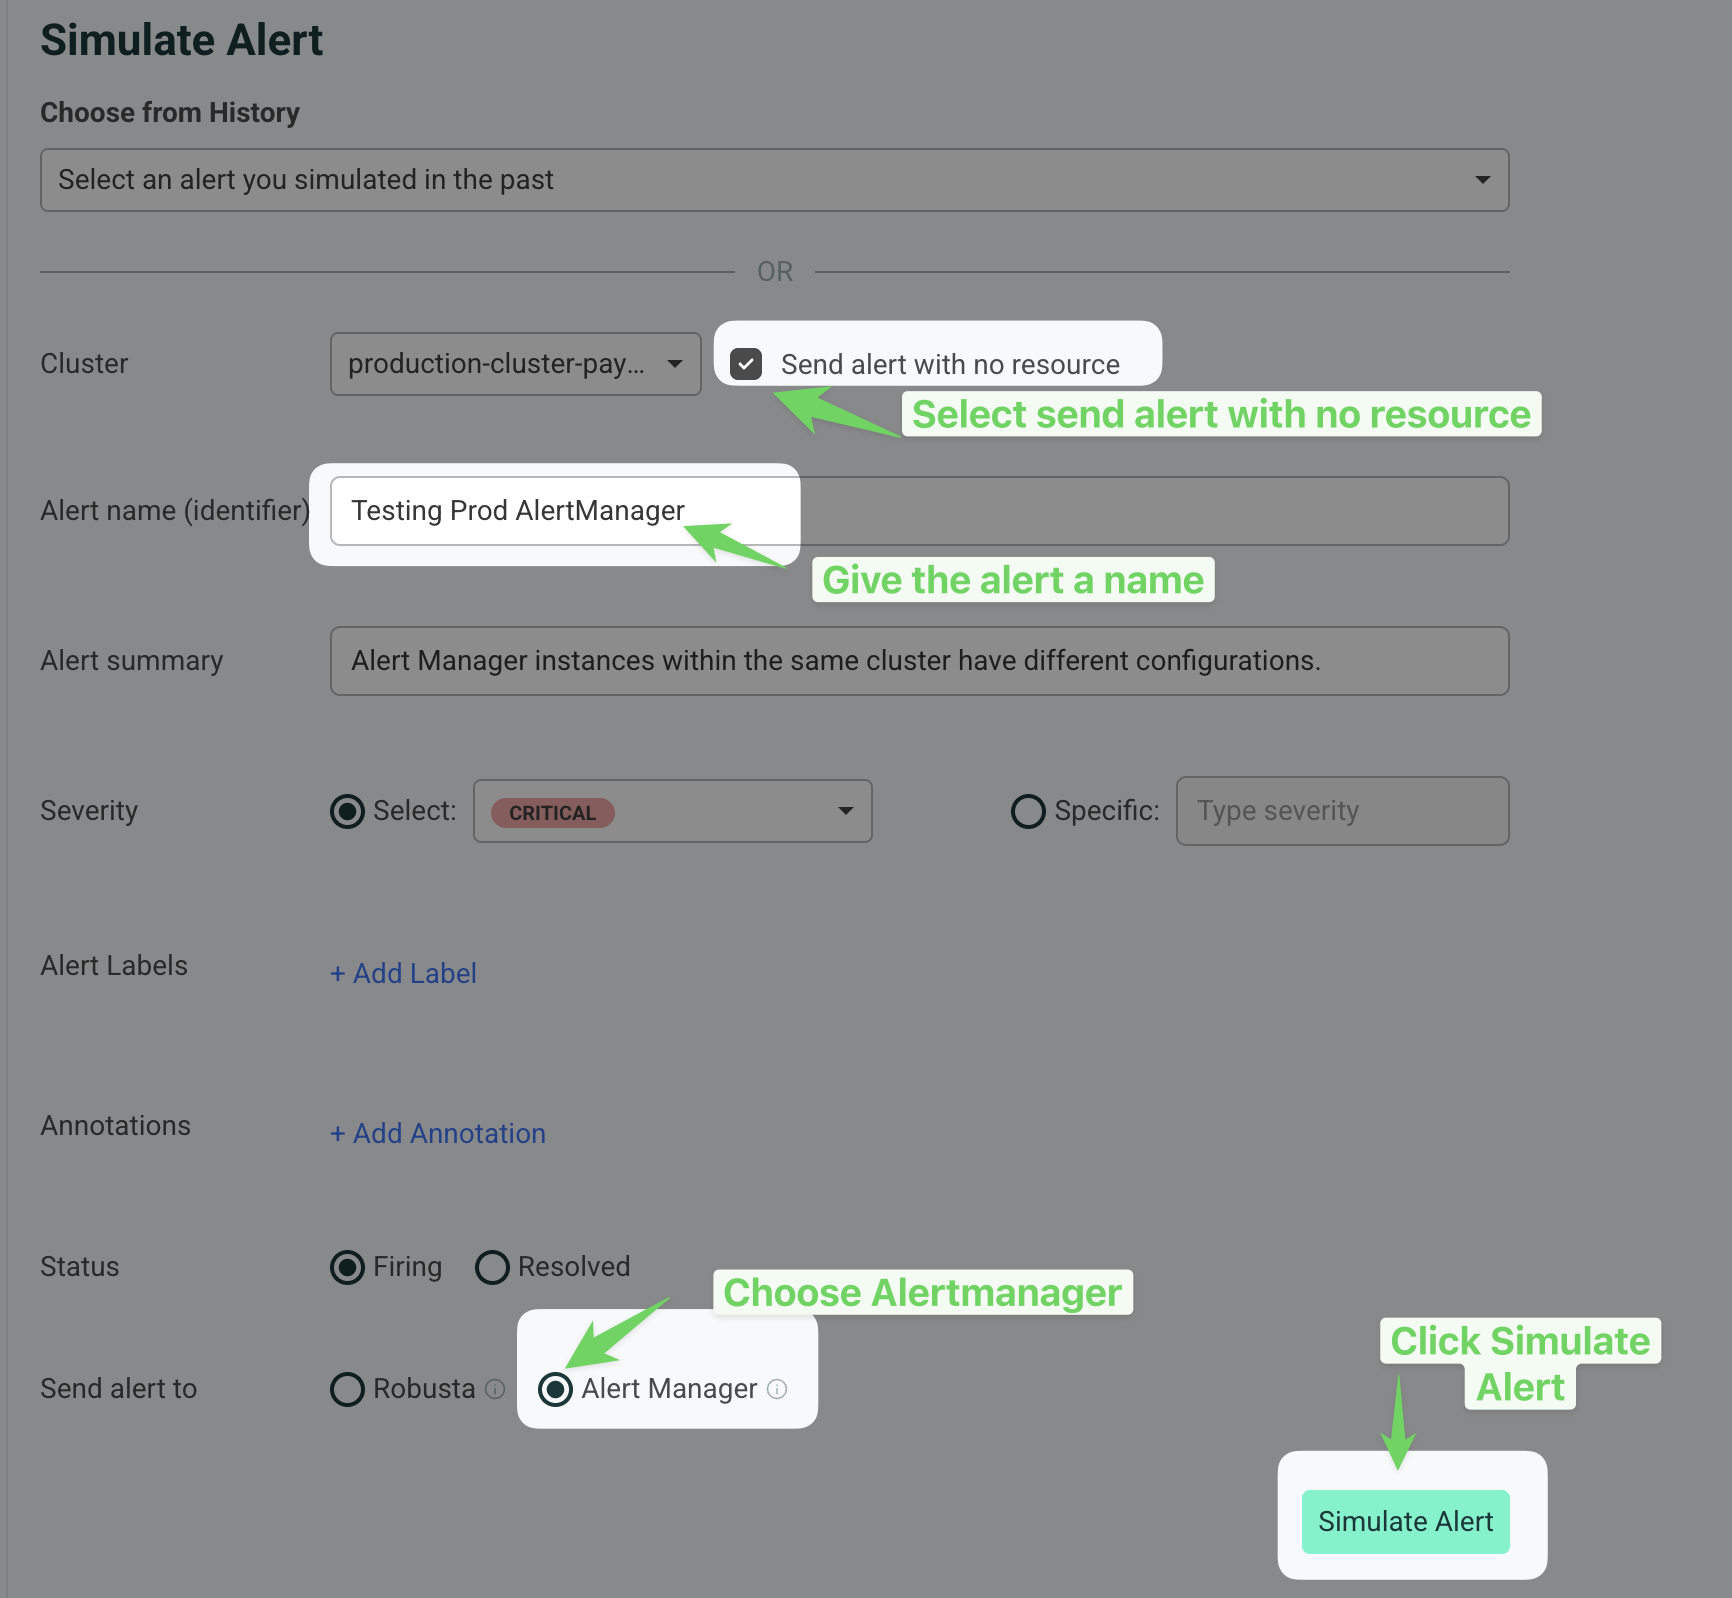 Simulate Alert
Choose from History
Select an alert you simulated in the past
OR
Cluster
production-cluster-pay...
Send alert with no resource
Select send alert with no resource
Alert name (identifier)
Testing Prod AlertManager
Give the alert a name
Alert summary
Alert Manager instances within the same cluster have different configurations.
Severity
Select:
CRITICAL
Specific:
Type severity
Alert Labels
+ Add Label
Annotations
+ Add Annotation
Status
Firing
Resolved
Choose Alertmanager
Send alert to
Robusta
Alert Manager
Click Simulate
Alert
Simulate Alert